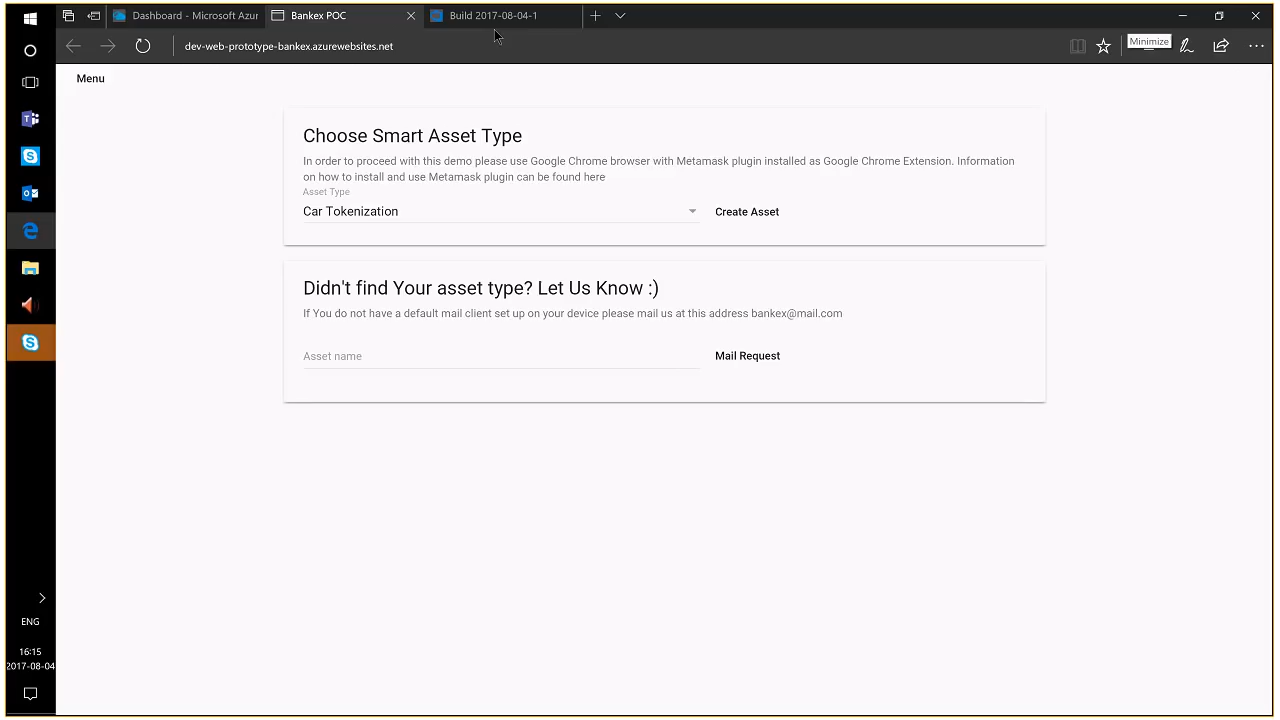 Dashboard - Microsoft Azur
Bankex POC
Build 2017-08-04-1
dev-web-prototype-bankex.azurewebsites.net
Minimize
Menu
Choose Smart Asset Type
In order to proceed with this demo please use Google Chrome browser with Metamask plugin installed as Google Chrome Extension. Information
on how to install and use Metamask plugin can be found here
Asset Type
Car Tokenization
Create Asset
Didn't find Your asset type? Let Us Know :)
If You do not have a default mail client set up on your device please mail us at this address bankex@mail.com
Asset name
Mail Request
ENG
16:15
2017-08-04